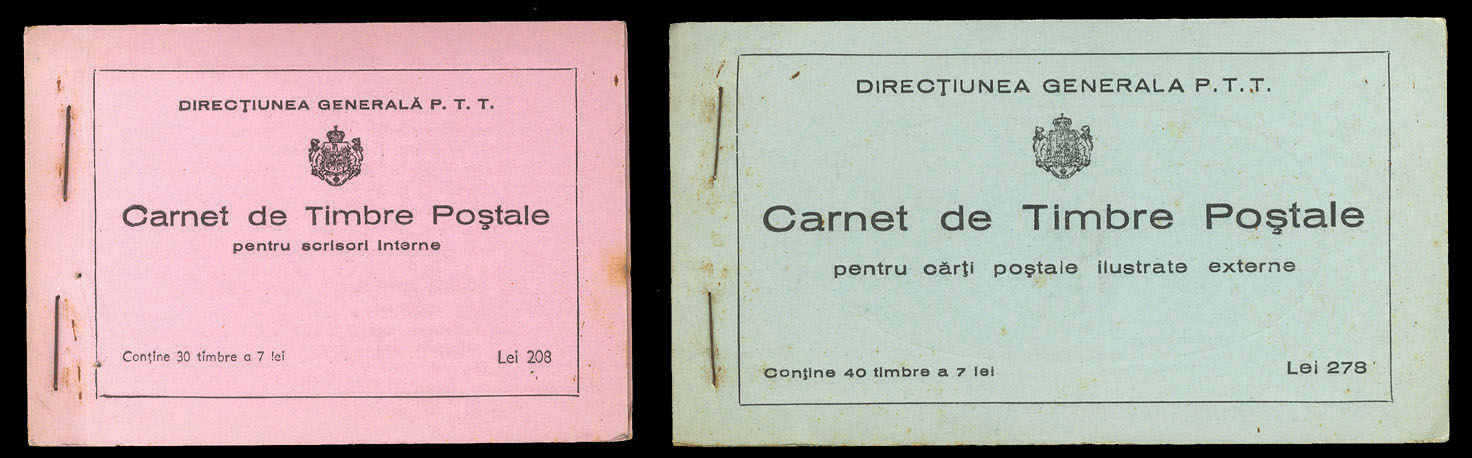 DIRECŢIUNEA GENERALĂ P. T. T.
Carnet de Timbre Poştale
pentru scrisori interne
Conţine 30 timbre a 7 lei
Lei 208
DIRECŢIUNEA GENERALA P. T. T.
Carnet de Timbre Poştale
pentru cărţi poştale ilustrate externe
Conţine 40 timbre a 7 lei
Lei 278